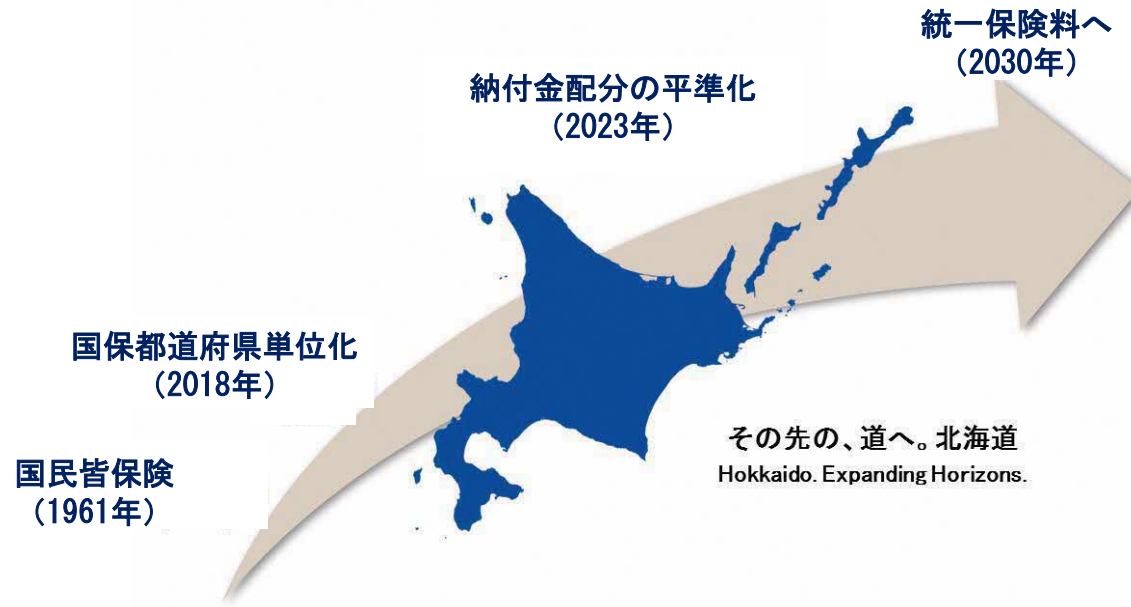 統一保険料へ
（2030年）
納付金配分の平準化
（2023年）
国保都道府県単位化
（2018年）
国民皆保険
（1961年）
その先の、道へ。北海道
Hokkaido. Expanding Horizons.